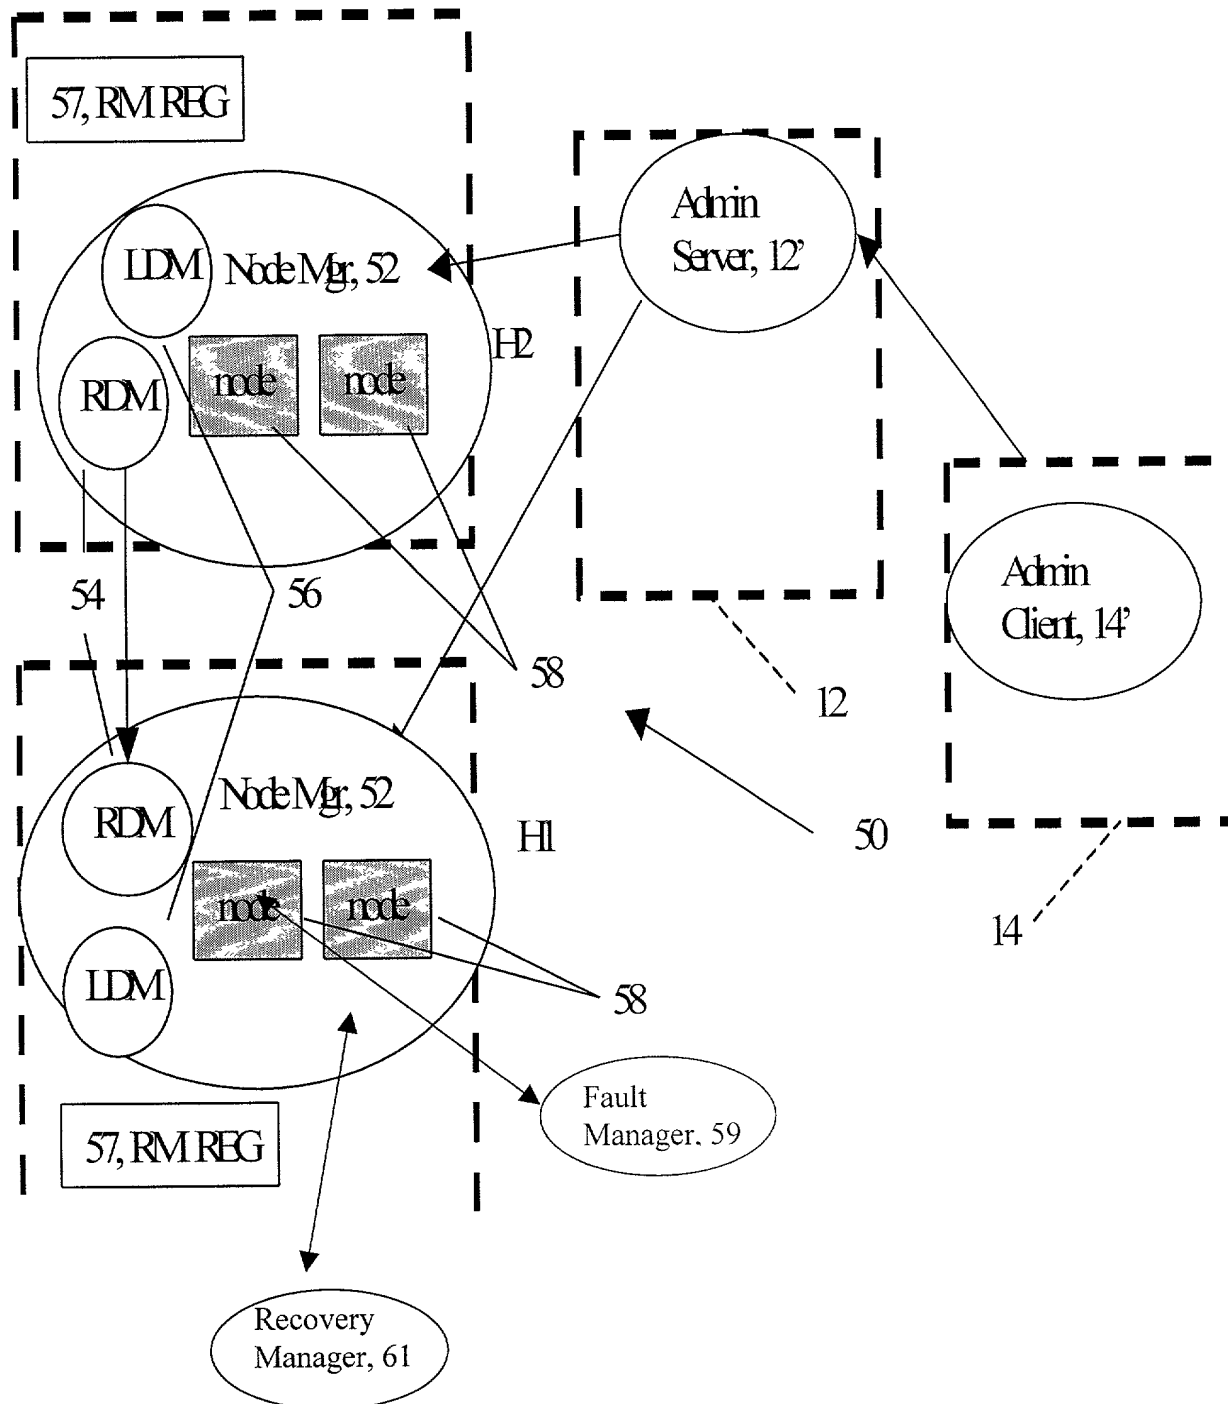 57, RMI REG
LDM
Node Mgr, 52
RDM
node
node
H2
Admin
Server, 12’
Admin
Client, 14’
54
56
58
12
50
14
Node Mgr, 52
RDM
H1
node
node
LDM
58
57, RMI REG
Fault
Manager, 59
Recovery
Manager, 61